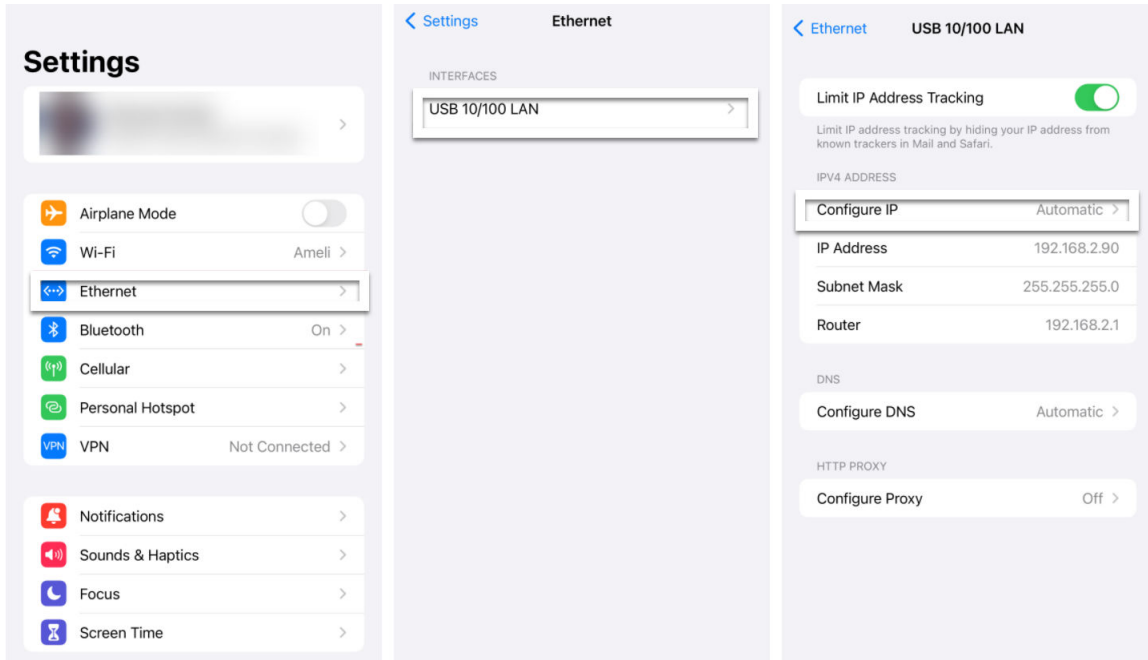 Settings
Airplane Mode
Wi-Fi Ameli
Ethernet
Bluetooth On
Cellular
Personal Hotspot
VPN VPN Not Connected
Notifications
Sounds & Haptics
Focus
Screen Time
Settings Ethernet
INTERFACES
USB 10/100 LAN
Ethernet USB 10/100 LAN
Limit IP Address Tracking
Limit IP address tracking by hiding your IP address from
known trackers in Mail and Safari.
IPV4 ADDRESS
Configure IP Automatic
IP Address 192.168.2.90
Subnet Mask 255.255.255.0
Router 192.168.2.1
DNS
Configure DNS Automatic
HTTP PROXY
Configure Proxy Off